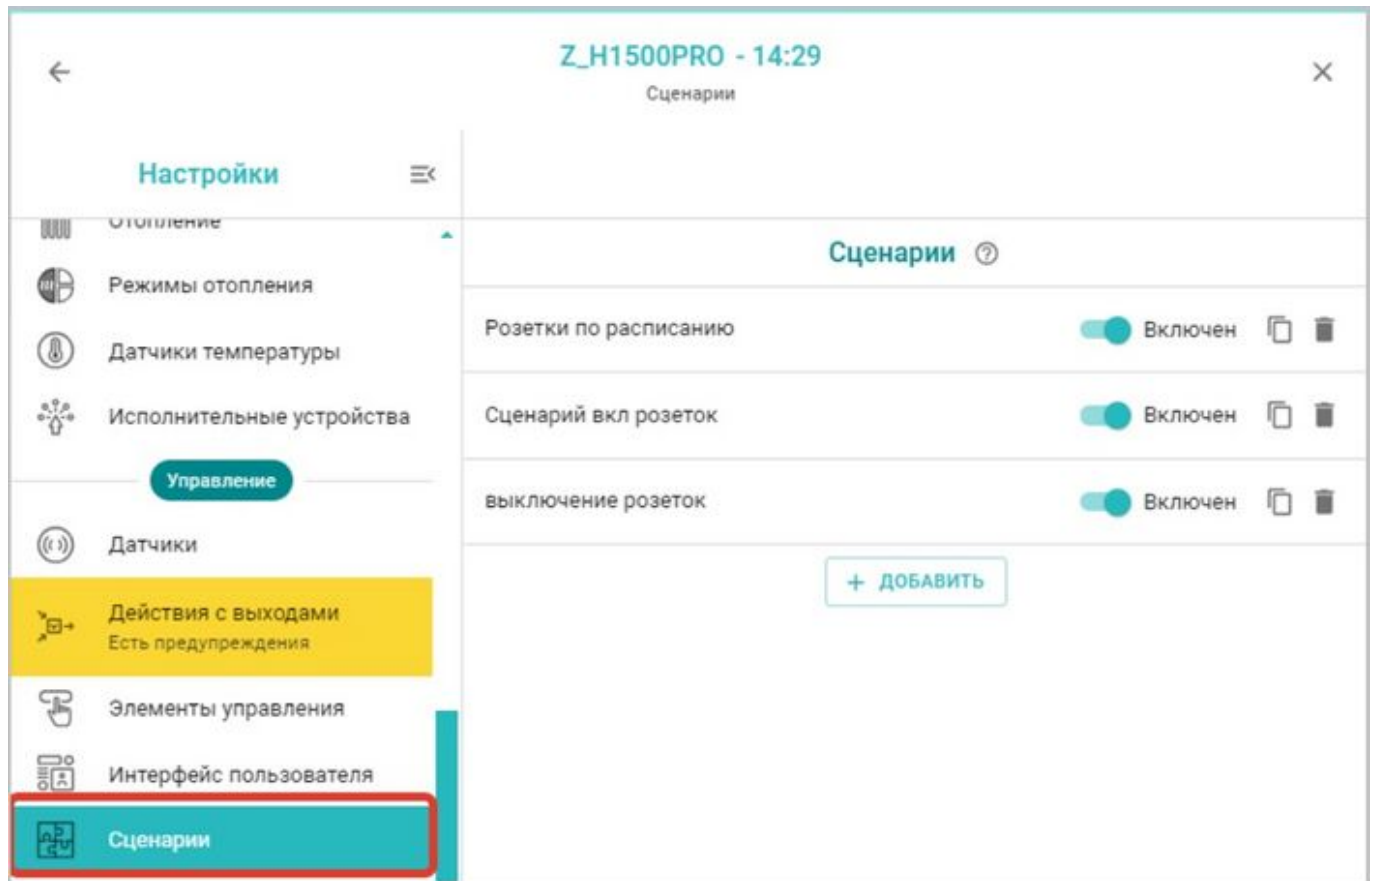 Z_H1500PRO - 14:29
Сценарии
Настройки
Отопление
Режимы отопления
Датчики температуры
Исполнительные устройства
Управление
Датчики
Действия с выходами
Есть предупреждения
Элементы управления
Интерфейс пользователя
Сценарии
Сценарии
Розетки по расписанию Включен
Сценарий вкл розеток Включен
выключение розеток Включен
+ ДОБАВИТЬ